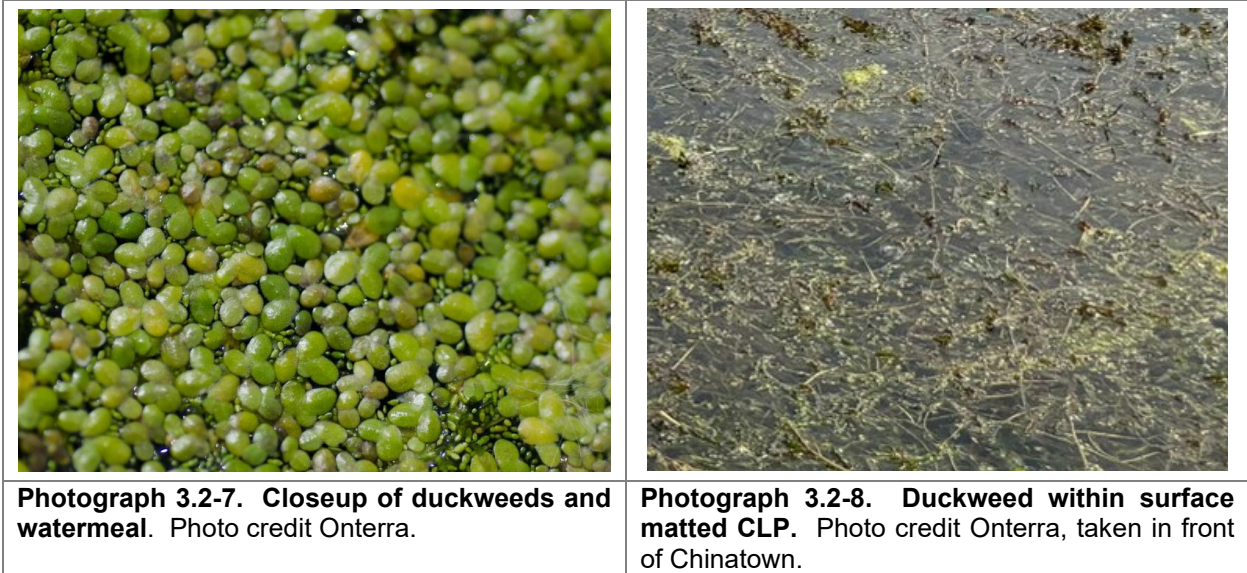 Photograph 3.2-7. Closeup of duckweeds and
watermeal. Photo credit Onterra.
Photograph 3.2-8. Duckweed within surface
matted CLP. Photo credit Onterra, taken in front
of Chinatown.